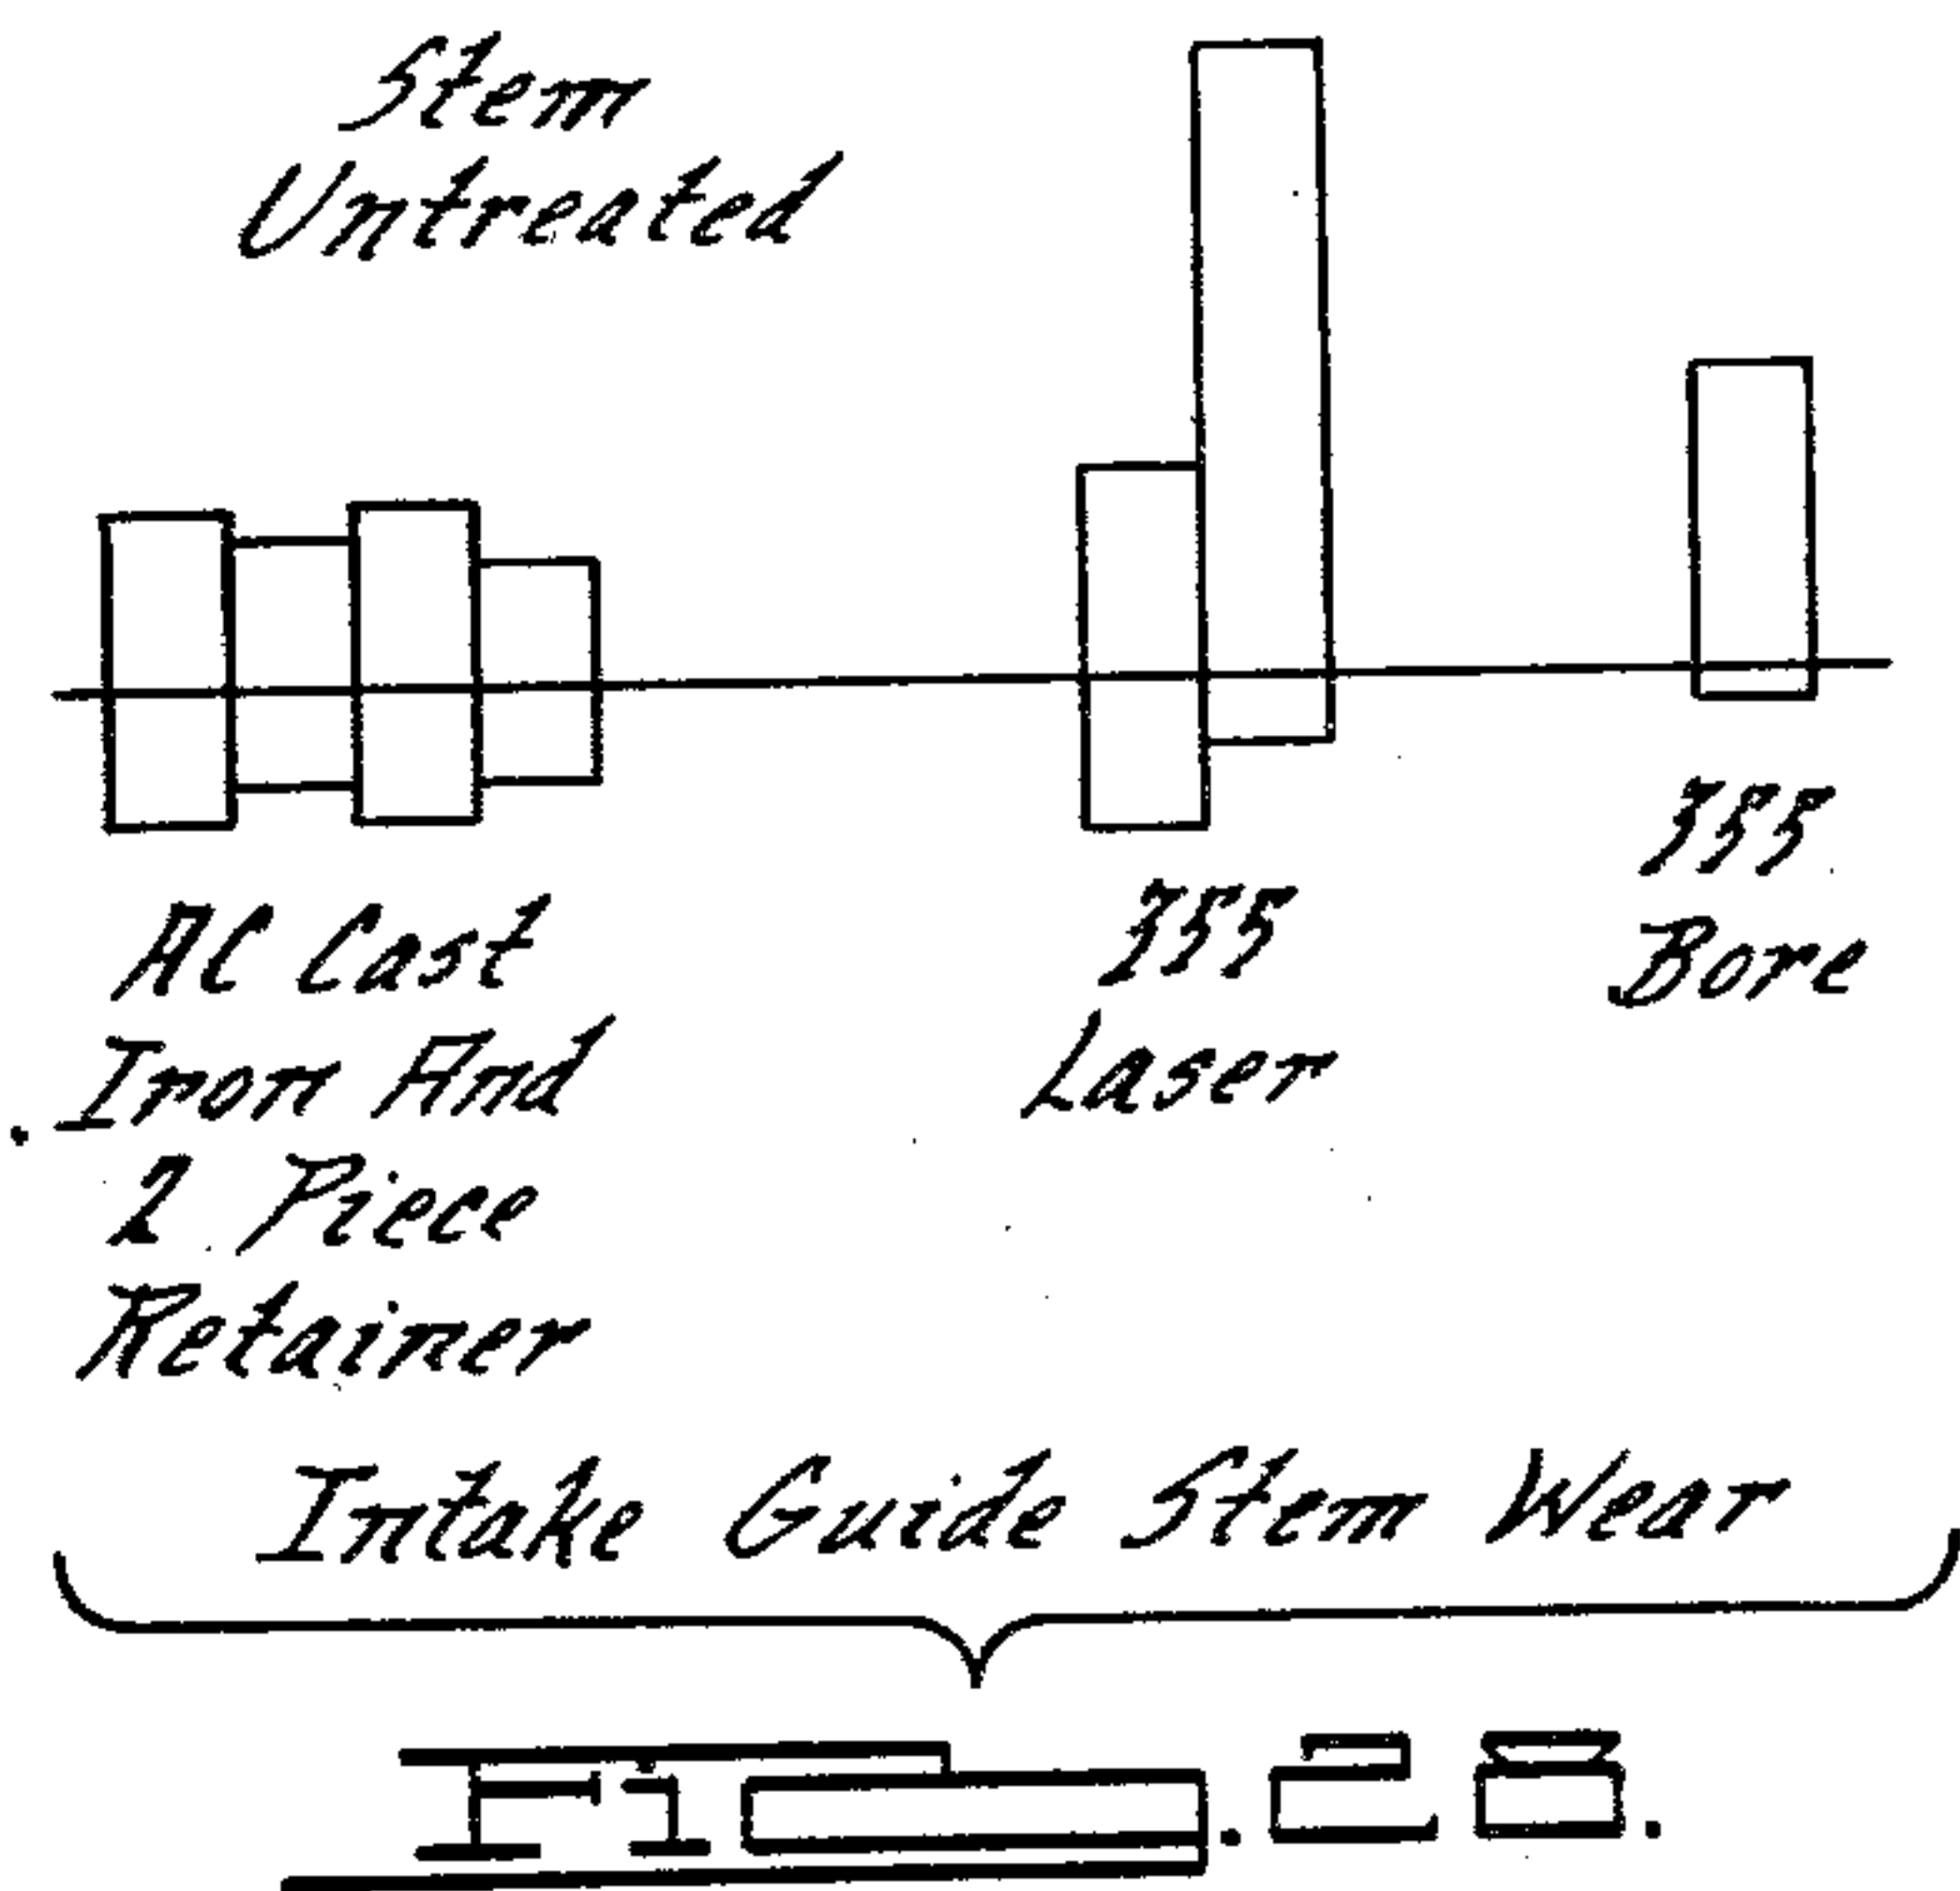 Stem
Untreated
AC Cast
Iron And
2 Piece
Retainer
355
Laser
355
Bore
Intake Guide Stem Wear
Fig. 28.